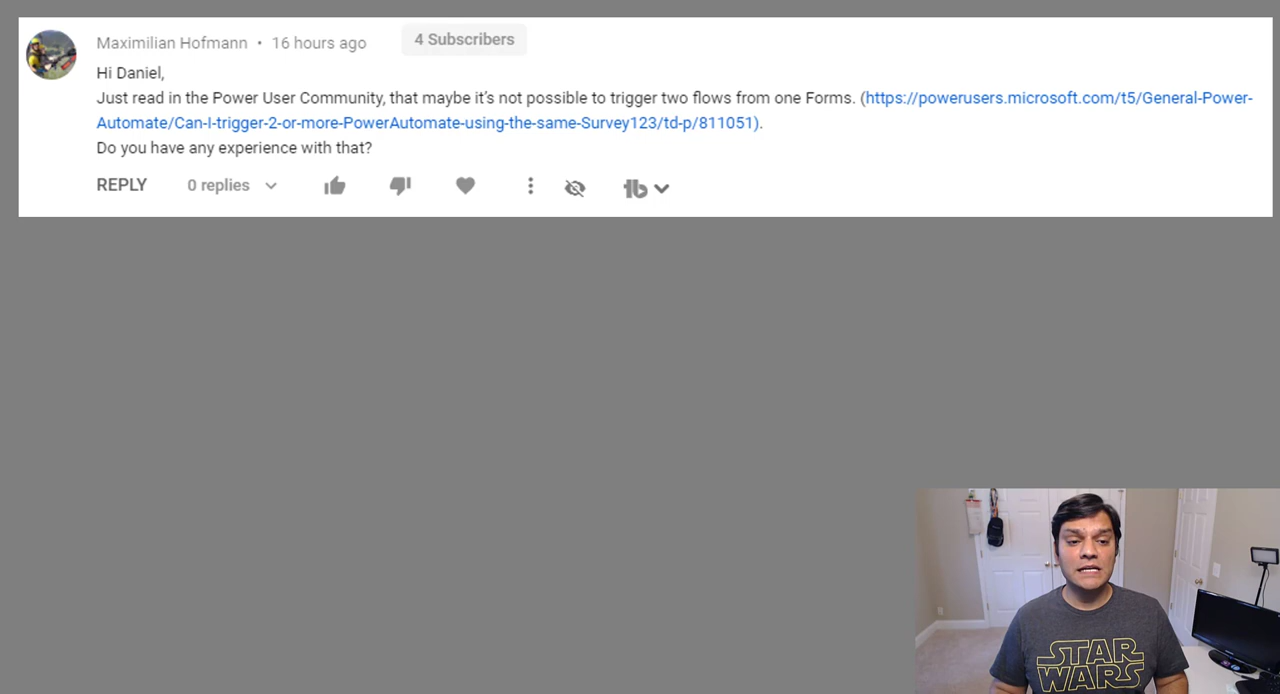 Maximilian Hofmann • 16 hours ago 4 Subscribers
Hi Daniel,
Just read in the Power User Community, that maybe it's not possible to trigger two flows from one Forms. (https://powerusers.microsoft.com/t5/General-Power-
Automate/Can-I-trigger-2-or-more-PowerAutomate-using-the-same-Survey123/td-p/811051).
Do you have any experience with that?
REPLY 0 replies
STAR
WARS